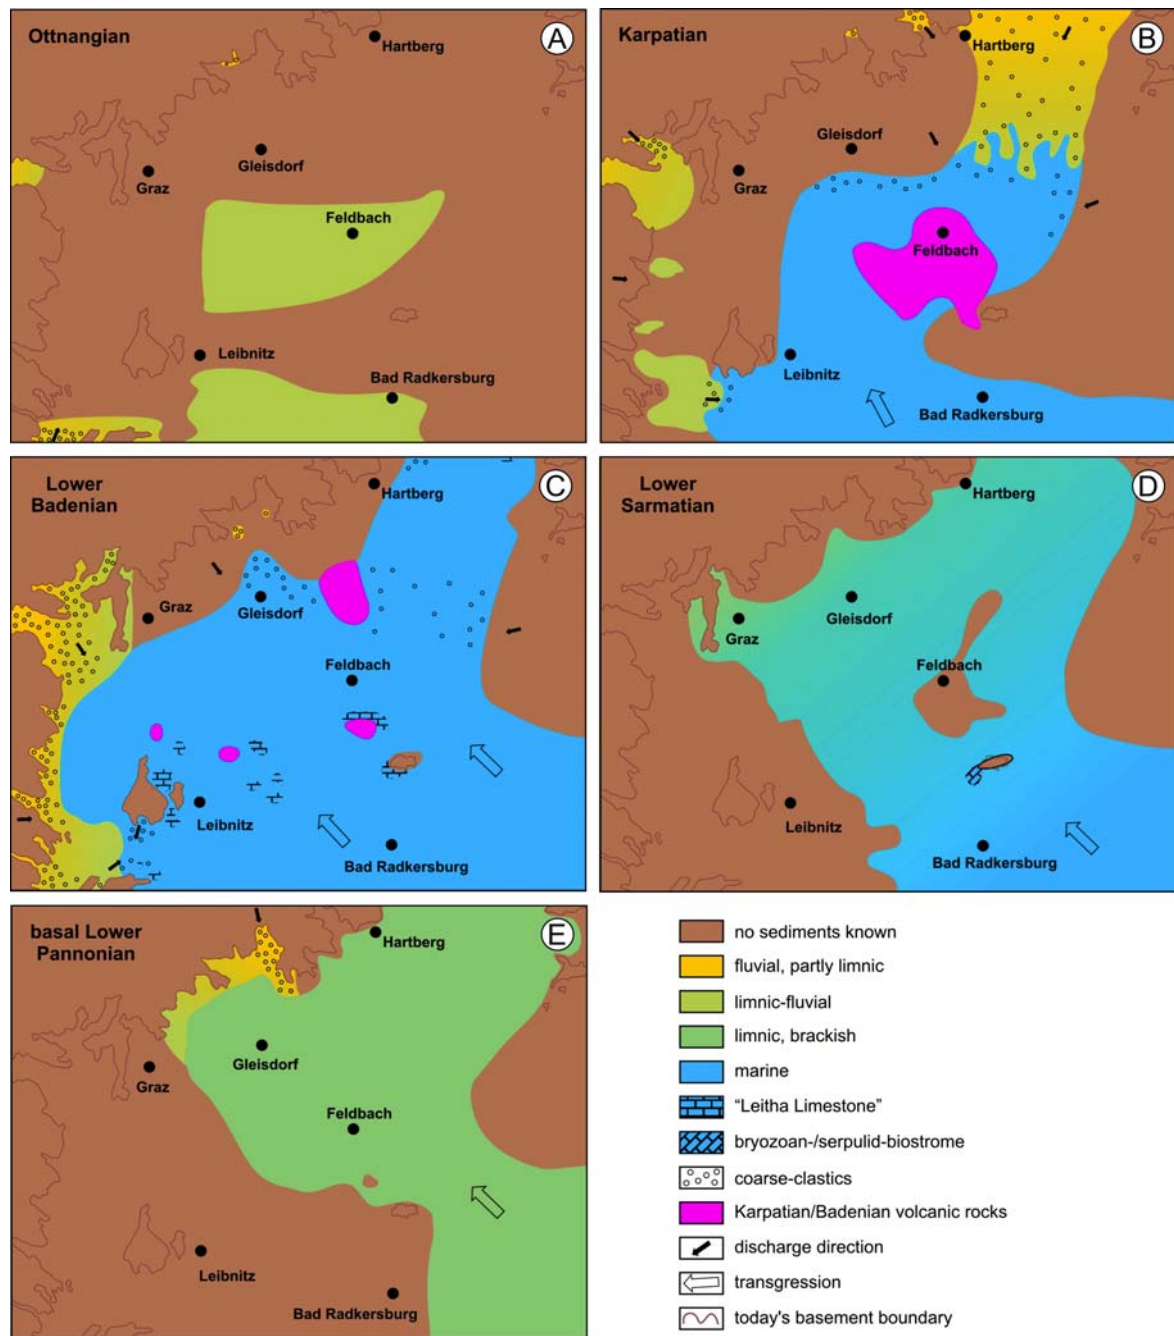 Ottnangian
A
Hartberg
Gleisdorf
Graz
Feldbach
Leibnitz
Bad Radkersburg
Karpatian
B
Hartberg
Gleisdorf
Graz
Feldbach
Leibnitz
Bad Radkersburg
Lower
Badenian
C
Hartberg
Gleisdorf
Graz
Feldbach
Leibnitz
Bad Radkersburg
Lower
Sarmatian
D
Hartberg
Gleisdorf
Graz
Feldbach
Leibnitz
Bad Radkersburg
basal Lower
Pannonian
E
Hartberg
Gleisdorf
Graz
Feldbach
Leibnitz
Bad Radkersburg
no sediments known
fluvial, partly limnic
limnic-fluvial
limnic, brackish
marine
“Leitha Limestone”
bryozoan-/serpulid-biostrome
coarse-clastics
Karpatian/Badenian volcanic rocks
discharge direction
transgression
today's basement boundary